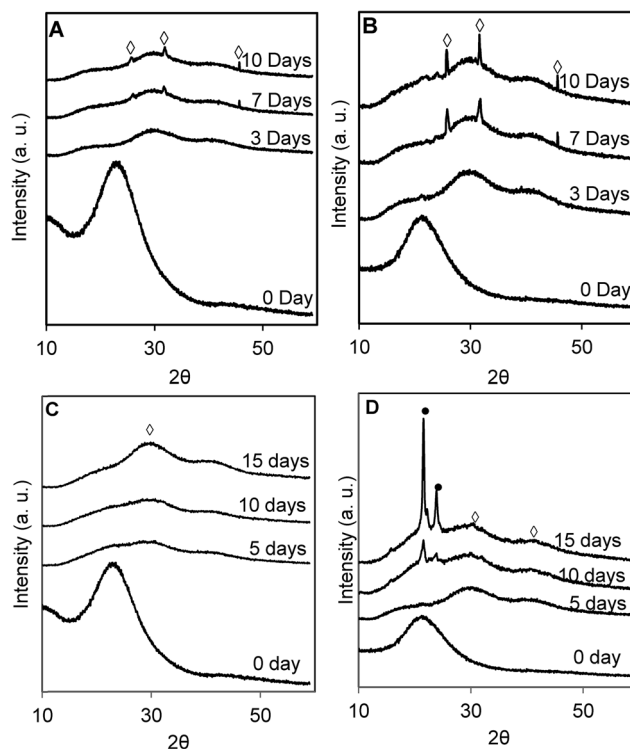 A
10 Days
7 Days
3 Days
0 Day
Intensity (a. u.)
10 30 50
2θ
B
10 Days
7 Days
3 Days
0 Day
Intensity (a. u.)
10 30 50
2θ
C
15 days
10 days
5 days
0 day
Intensity (a. u.)
10 30 50
2θ
D
15 days
10 days
5 days
0 day
Intensity (a. u.)
10 30 50
2θ